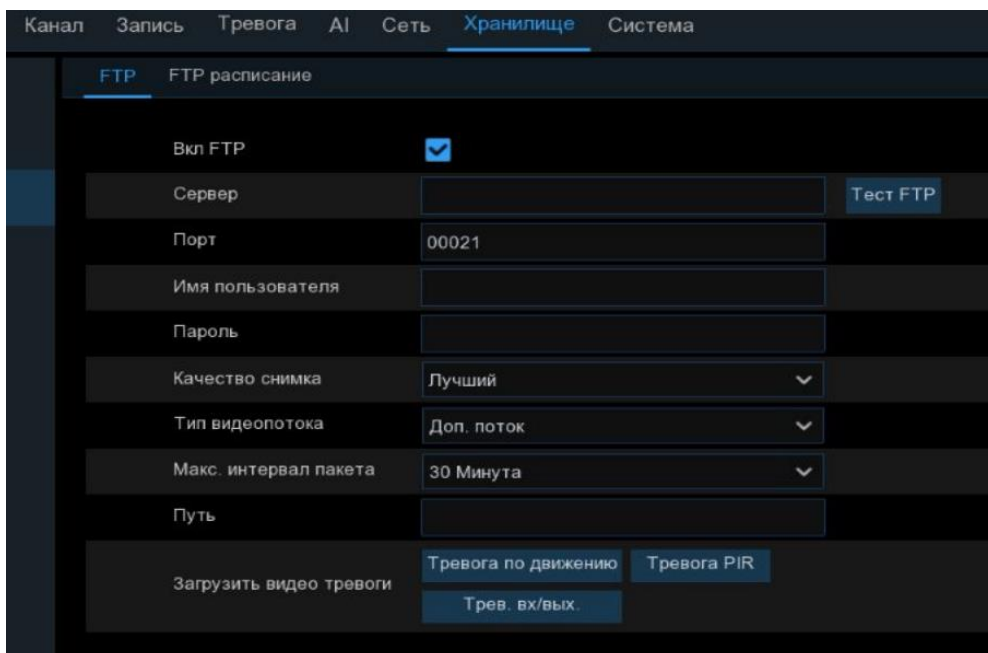 Канал Запись Тревога AI Сеть Хранилище Система
FTP FTP расписание
Вкл FTP
Сервер Тест FTP
Порт 00021
Имя пользователя
Пароль
Качество снимка Лучший
Тип видеопотока Доп. поток
Макс. интервал пакета 30 Минута
Путь
Загрузить видео тревоги Тревога по движению Тревога PIR
Трев. вх/вых.